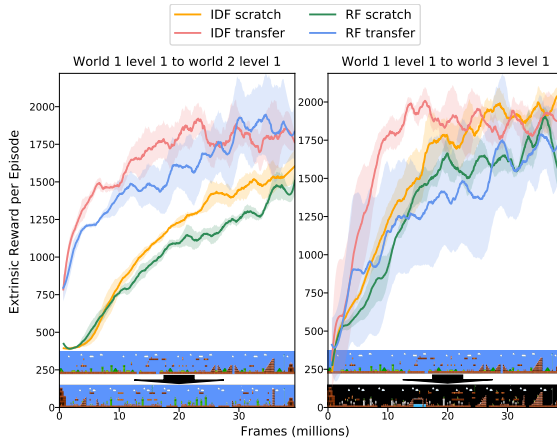 IDF scratch
IDF transfer
RF scratch
RF transfer
World 1 level 1 to world 2 level 1
World 1 level 1 to world 3 level 1
Extrinsic Reward per Episode
2000
1750
1500
1250
1000
750
500
250
0
0 10 20 30
2000
1750
1500
1250
1000
750
500
250
0
0 10 20 30
Frames (millions)